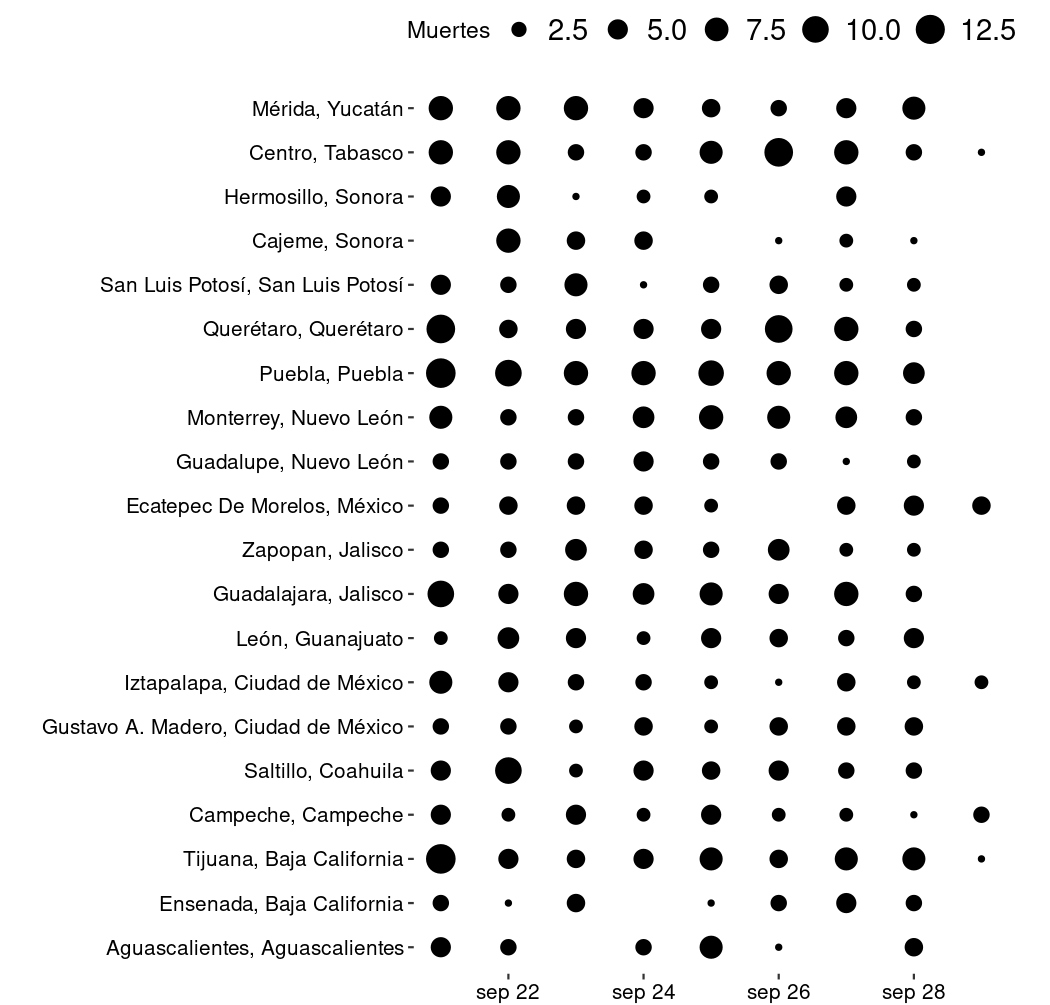 Muertes 2.5 5.0 7.5 10.0 12.5
Mérida, Yucatán
Centro, Tabasco
Hermosillo, Sonora
Cajeme, Sonora
San Luis Potosí, San Luis Potosí
Querétaro, Querétaro
Puebla, Puebla
Monterrey, Nuevo León
Guadalupe, Nuevo León
Ecatepec De Morelos, México
Zapopan, Jalisco
Guadalajara, Jalisco
León, Guanajuato
Iztapalapa, Ciudad de México
Gustavo A. Madero, Ciudad de México
Saltillo, Coahuila
Campeche, Campeche
Tijuana, Baja California
Ensenada, Baja California
Aguascalientes, Aguascalientes
sep 22 sep 24 sep 26 sep 28